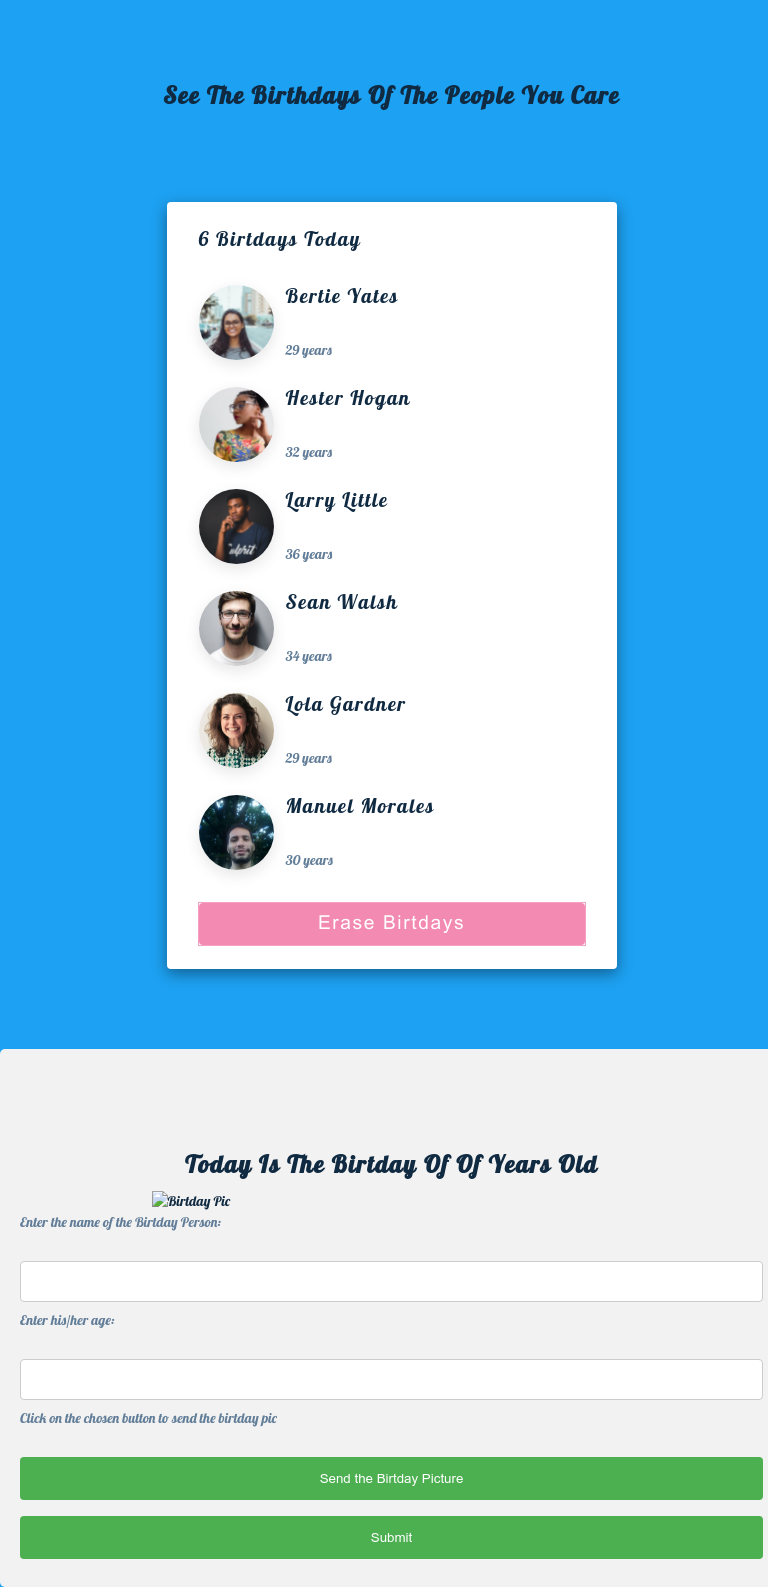 See The Birthdays Of The People You Care
6 Birtdays Today
Bertie Yates
29 years
Hester Hogan
32 years
Larry Little
Culprit
36 years
Sean Walsh
34 years
Lola Gardner
29 years
Manuel Morales
30 years
Erase Birtdays
Today Is The Birtday Of Of Years Old
Birtday Pic
Enter the name of the Birtday Person:
Enter his/her age:
Click on the chosen button to send the birtday pic
Send the Birtday Picture
Submit